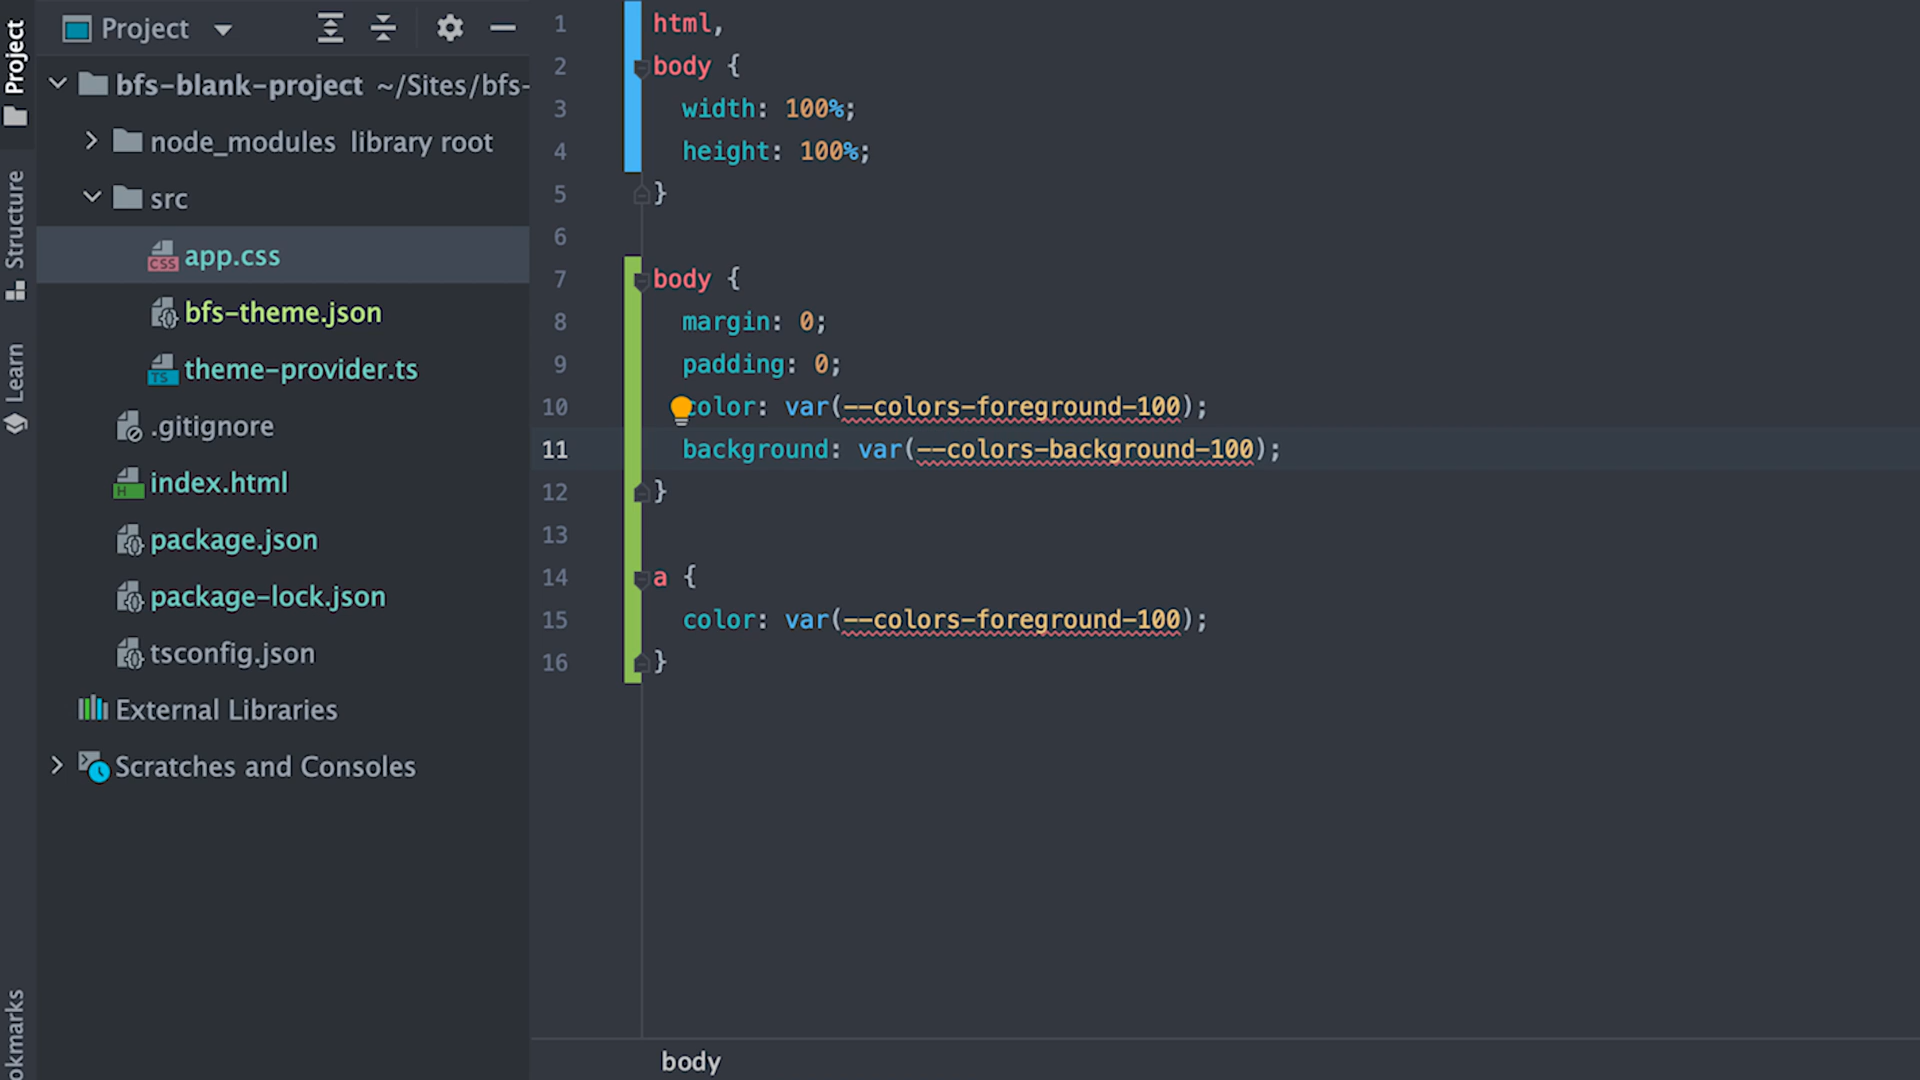 Project
Structure
Learn
Project
bfs-blank-project ~/Sites/bfs-
node_modules library root
src
CSS app.css
bfs-theme.json
TS theme-provider.ts
.gitignore
H index.html
package.json
package-lock.json
tsconfig.json
External Libraries
Scratches and Consoles
okmarks
1 html,
2 body {
3 width: 100%;
4 height: 100%;
5 }
6
7 body {
8 margin: 0;
9 padding: 0;
10 color: var(--colors-foreground-100);
11 background: var(--colors-background-100);
12 }
13
14 a {
15 color: var(--colors-foreground-100);
16 }
body